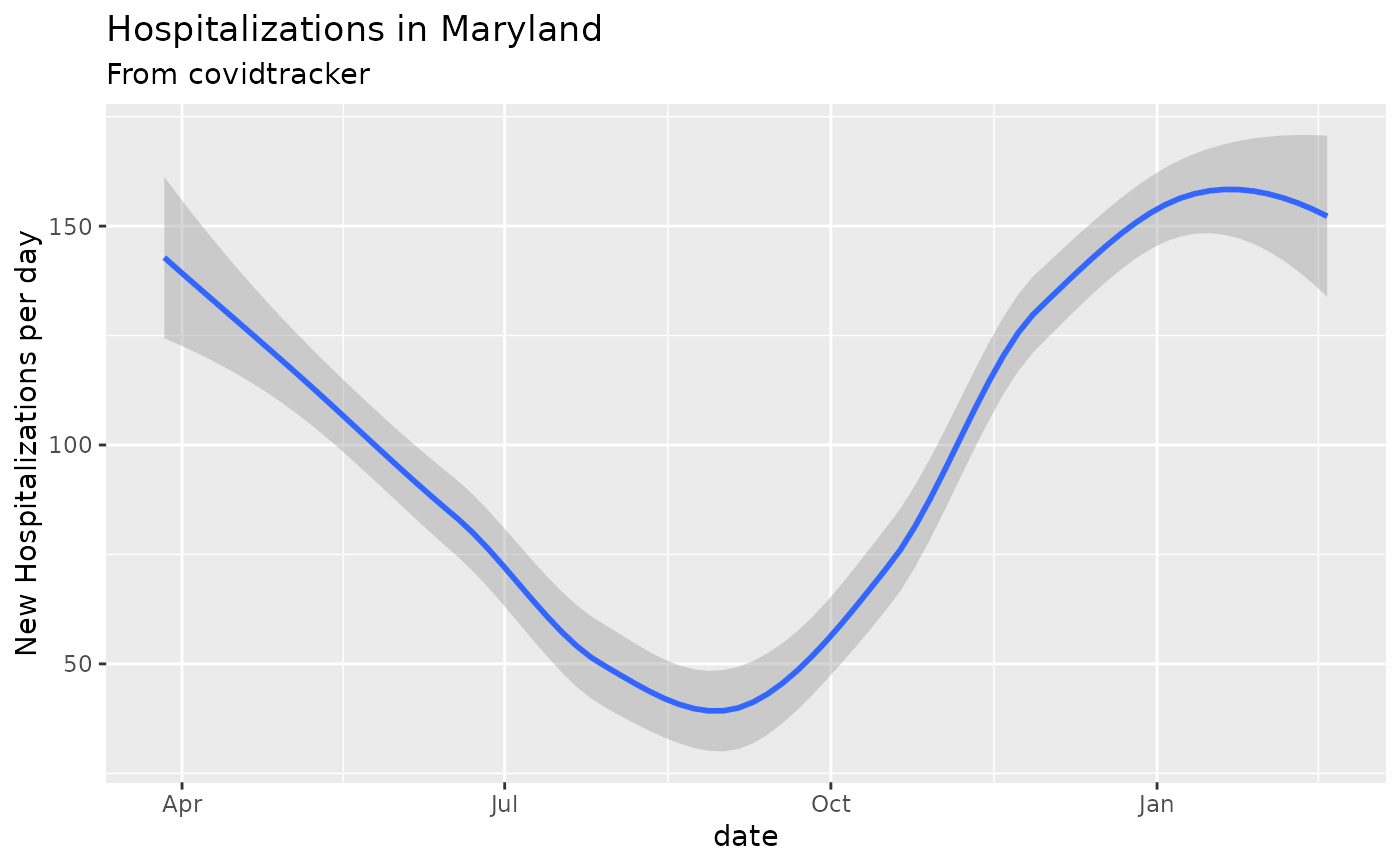 Hospitalizations in Maryland
From covidtracker
New Hospitalizations per day
150
100
50
Apr
Jul
Oct
Jan
date